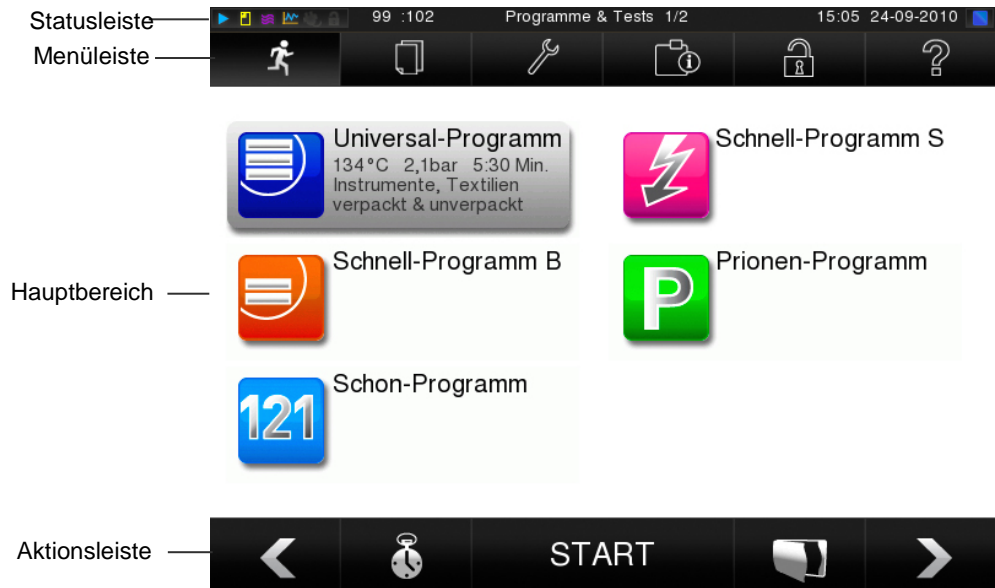 Statusleiste
99 :102 Programme & Tests 1/2 15:05 24-09-2010
Menüleiste
Universal-Programm
134°C 2,1bar 5:30 Min.
Instrumente, Textilien
verpackt & unverpackt
Schnell-Programm S
Hauptbereich
Schnell-Programm B
Prionen-Programm
P
121
Schon-Programm
Aktionsleiste
START